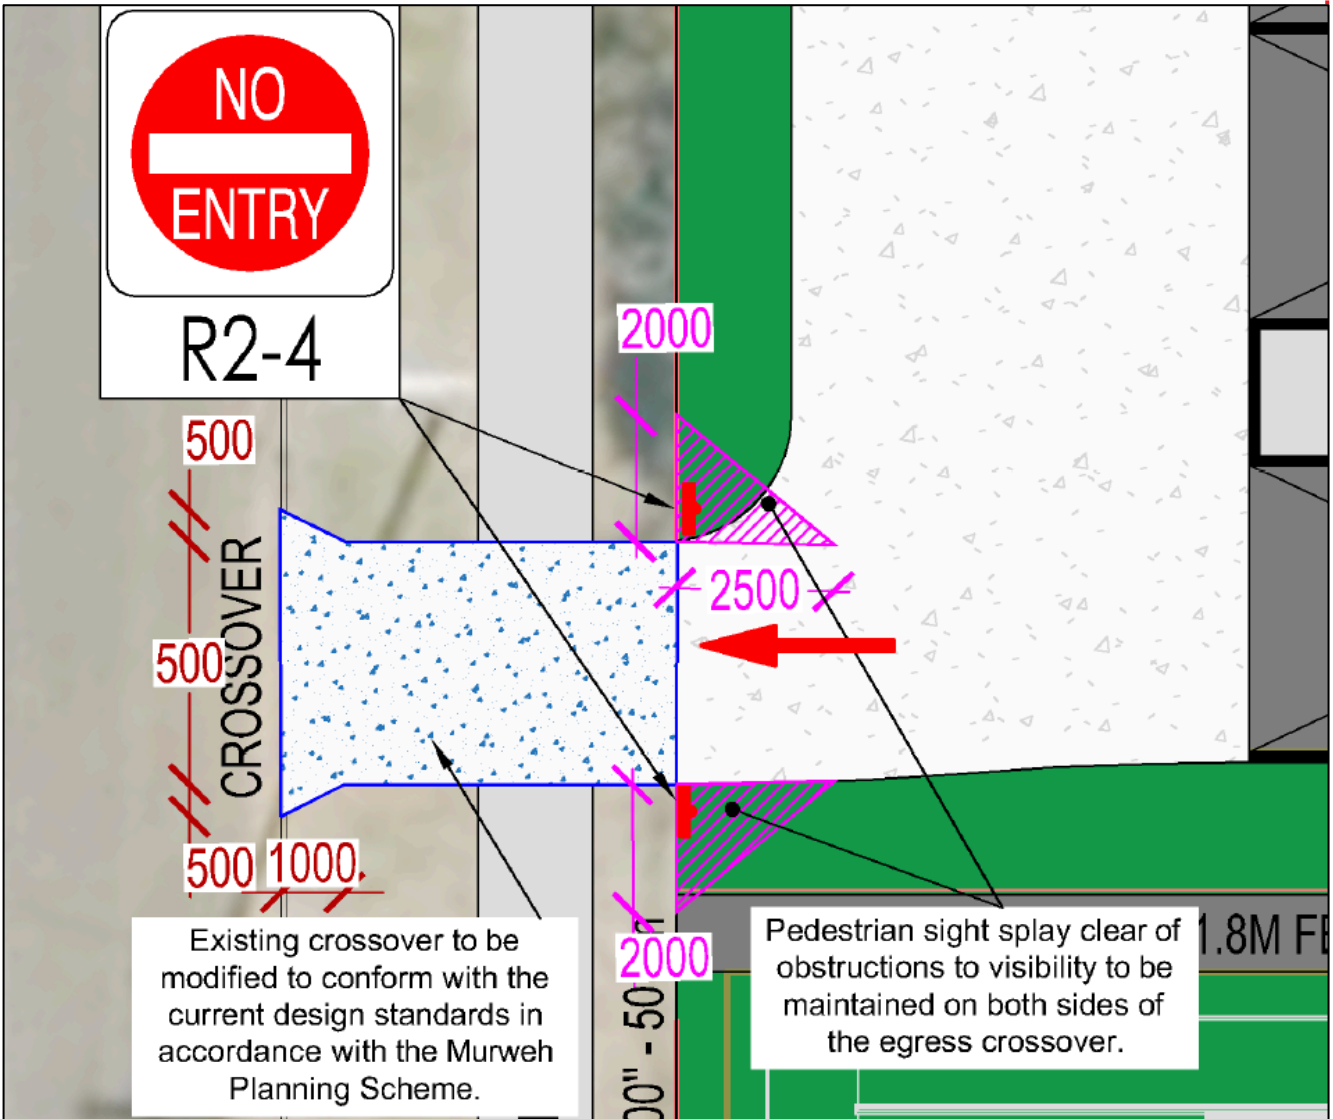 NO
ENTRY
R2-4
2000
500
CROSSOVER
2500
500
500
1000
2000
Existing crossover to be
modified to conform with the
current design standards in
accordance with the Murweh
Planning Scheme.
Pedestrian sight splay clear of
obstructions to visibility to be
maintained on both sides of
the egress crossover.
1.8M
00" - 50